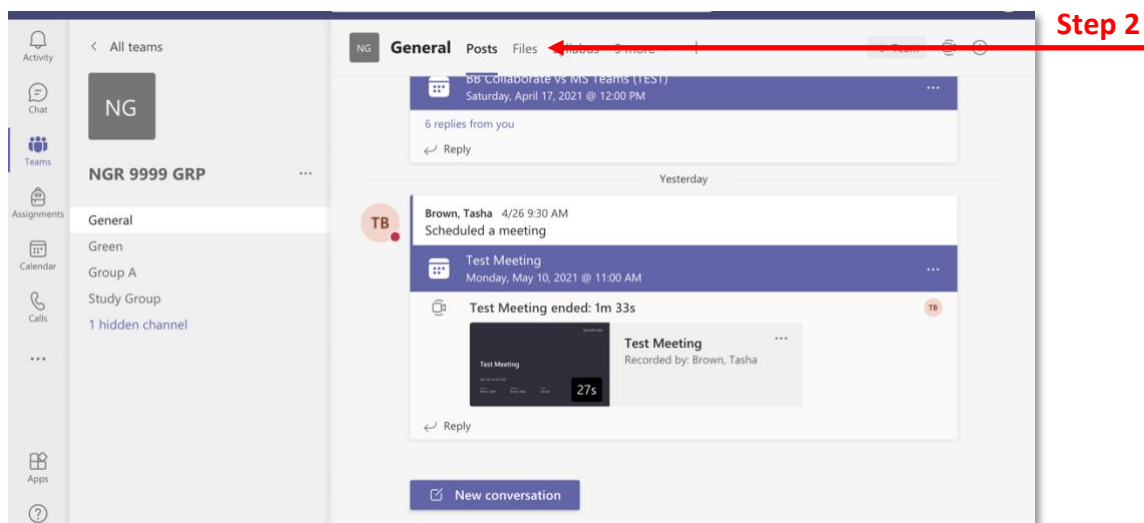 Step 2
Activity
Chat
Teams
Assignments
Calendar
Calls
Apps
< All teams
NG
NGR 9999 GRP
General
Green
Group A
Study Group
1 hidden channel
NG General Posts Files
BB Collaborate vs MS Teams (TEST)
Saturday, April 17, 2021 @ 12:00 PM
6 replies from you
Reply
Yesterday
TB
Brown, Tasha 4/26 9:30 AM
Scheduled a meeting
Test Meeting
Monday, May 10, 2021 @ 11:00 AM
Test Meeting ended: 1m 33s
TB
Test Meeting
27s
Test Meeting
Recorded by: Brown, Tasha
Reply
New conversation